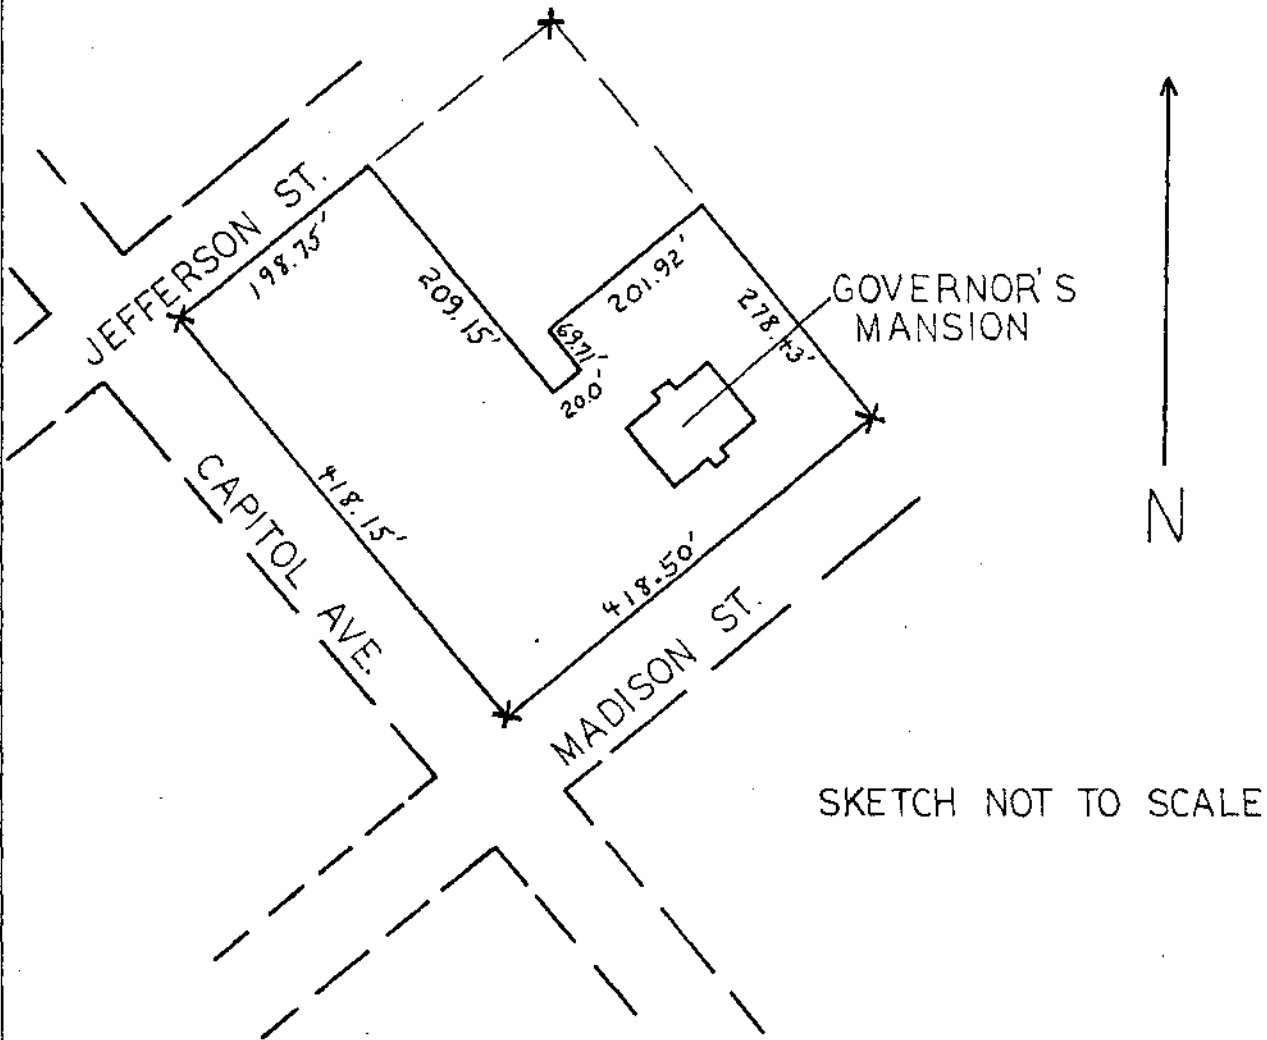 JEFFERSON ST.
198.75'
209.15'
201.92'
69.71'
20.0'
278.43'
GOVERNOR'S
MANSION
418.15'
CAPITOL AVE.
418.50'
MADISON ST.
N
SKETCH NOT TO SCALE